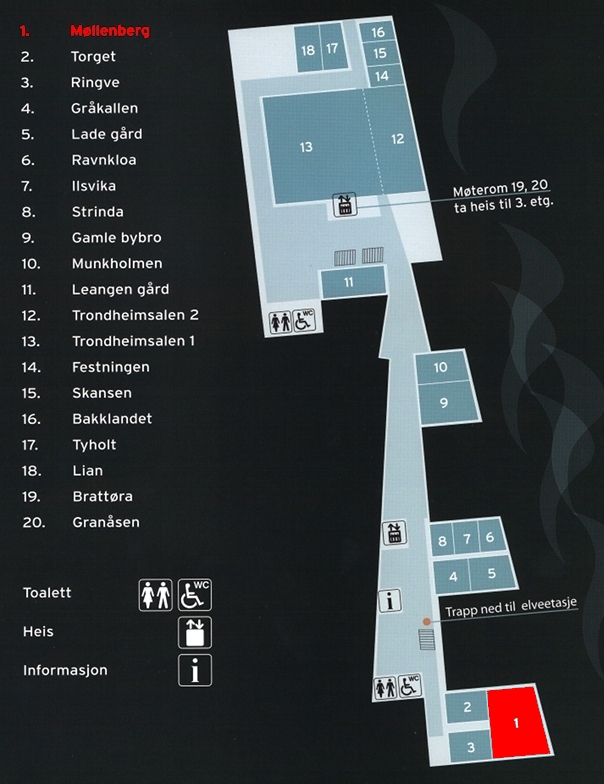 1. Møllenberg
2. Torget
3. Ringve
4. Gråkallen
5. Lade gård
6. Ravnkloa
7. Ilsvika
8. Strinda
9. Gamle bybro
10. Munkholmen
11. Leangen gård
12. Trondheimsalen 2
13. Trondheimsalen 1
14. Festningen
15. Skansen
16. Bakklandet
17. Tyholt
18. Lian
19. Brattøra
20. Granåsen
Toalett WC
Heis
Informasjon i
18 17 16
15
14
13 12
Møterom 19, 20
ta heis til 3. etg.
11
WC
10
9
8 7 6
4 5
i
Trapp ned til elveetasje
WC
2 1
3